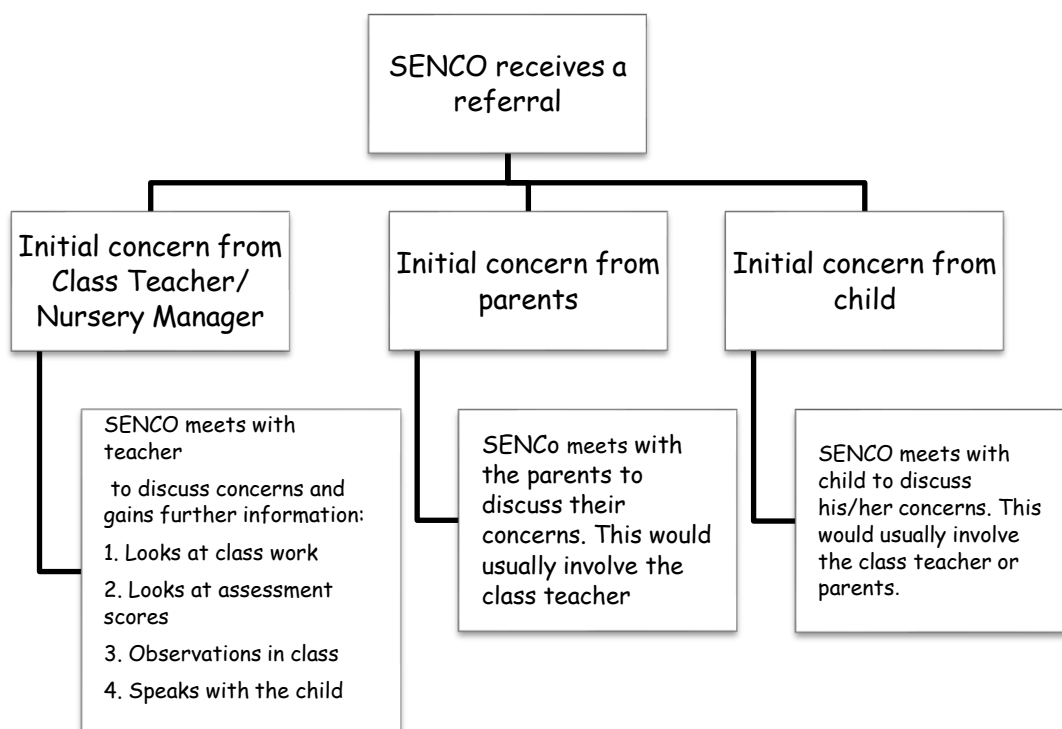 SENCO receives a
referral
Initial concern from
Class Teacher/
Nursery Manager
Initial concern from
parents
Initial concern from
child
SENCO meets with
teacher
to discuss concerns and
gains further information:
1. Looks at class work
2. Looks at assessment
scores
3. Observations in class
4. Speaks with the child
SENCo meets with
the parents to
discuss their
concerns. This would
usually involve the
class teacher
SENCO meets with
child to discuss
his/her concerns. This
would usually involve
the class teacher or
parents.